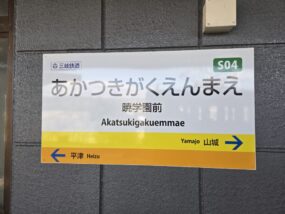 三岐鉄道
S04
あかつきがくえんまえ
暁学園前
Akatsukigakuemmae
Yamajo 山城
平津 Heizu